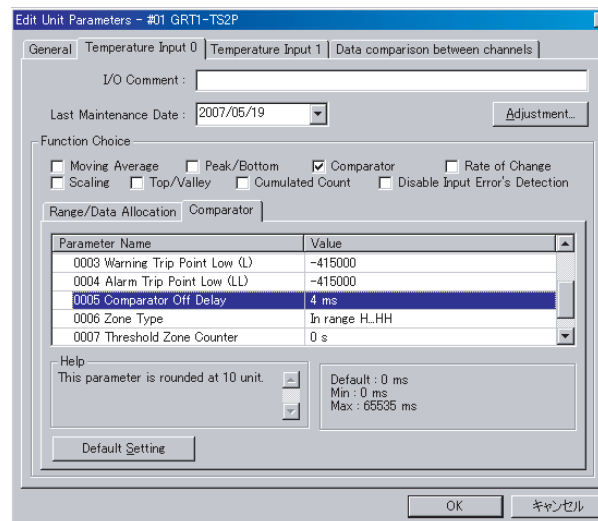 Edit Unit Parameters - #01 GRT1-TS2P
General Temperature Input 0 Temperature Input 1 Data comparison between channels
I/O Comment :
Last Maintenance Date : 2007/05/19 Adjustment...
Function Choice
Moving Average Peak/Bottom Comparator Rate of Change
Scaling Top/Valley Cumulated Count Disable Input Error's Detection
Range/Data Allocation Comparator
Parameter Name Value
0003 Warning Trip Point Low (L) -415000
0004 Alarm Trip Point Low (LL) -415000
0005 Comparator Off Delay 4 ms
0006 Zone Type In range H...HH
0007 Threshold Zone Counter 0 s
Help
This parameter is rounded at 10 unit.
Default : 0 ms
Min : 0 ms
Max : 65535 ms
Default Setting
OK キャンセル